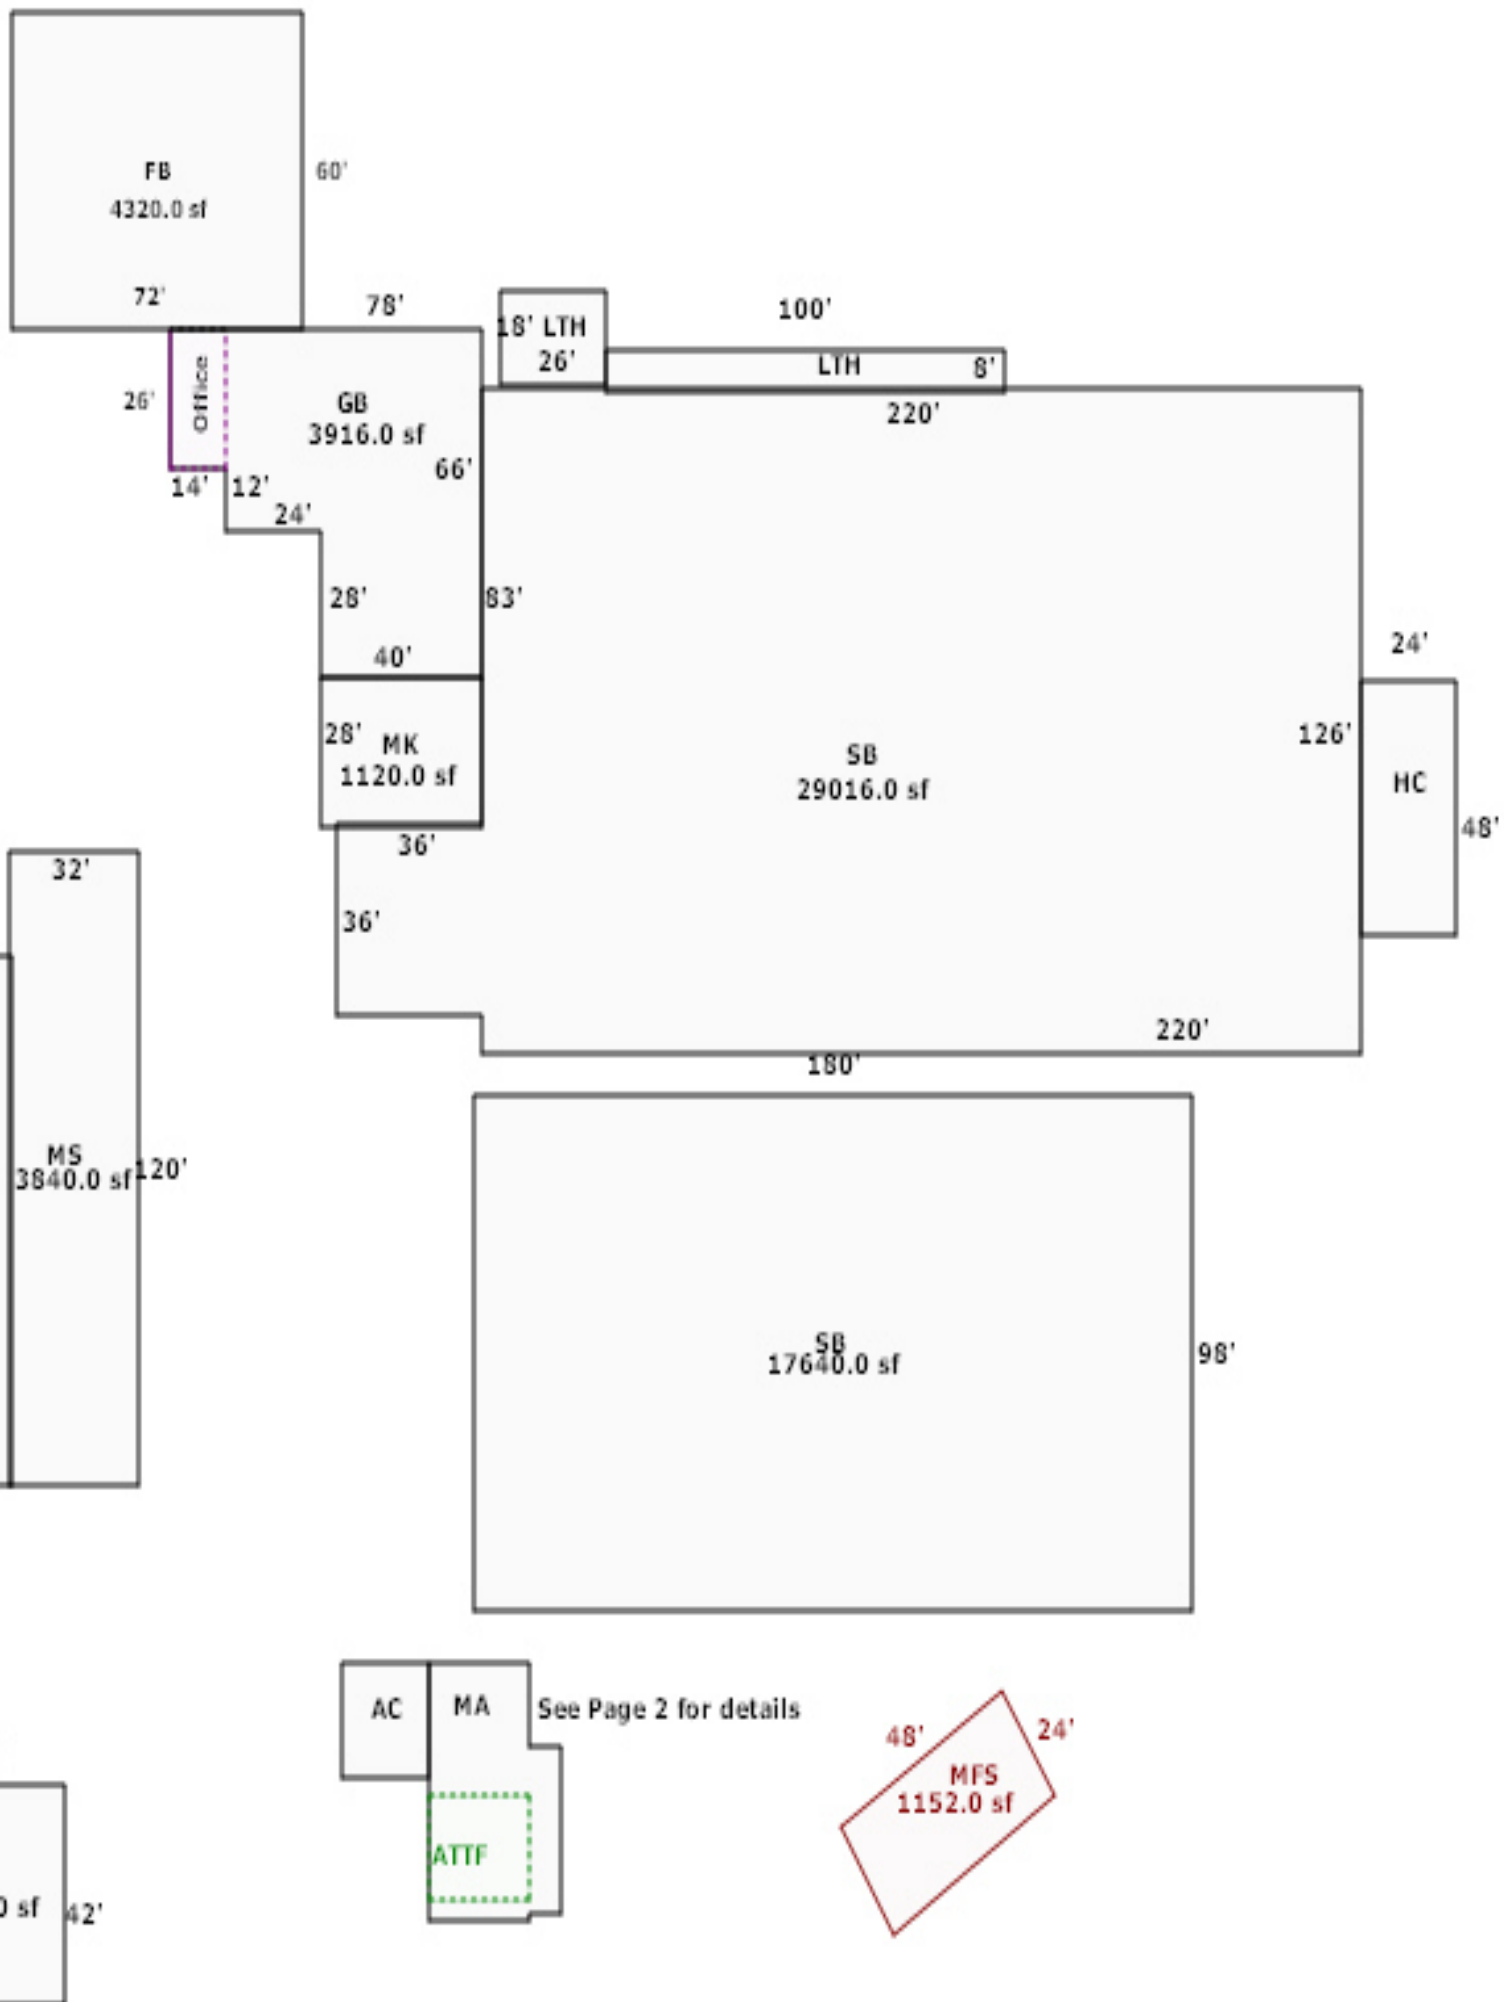 FB
4320.0 sf
60'
72'
78'
18' LTH
26'
100'
LTH
8'
220'
Office
26'
GB
3916.0 sf
66'
14'
12'
24'
28'
83'
40'
24'
28'
MK
1120.0 sf
SB
29016.0 sf
126'
HC
48'
36'
36'
32'
220'
180'
MS
3840.0 sf
120'
SB
17640.0 sf
98'
AC
MA
See Page 2 for details
48'
24'
MFS
1152.0 sf
ATTF
0 sf
42'